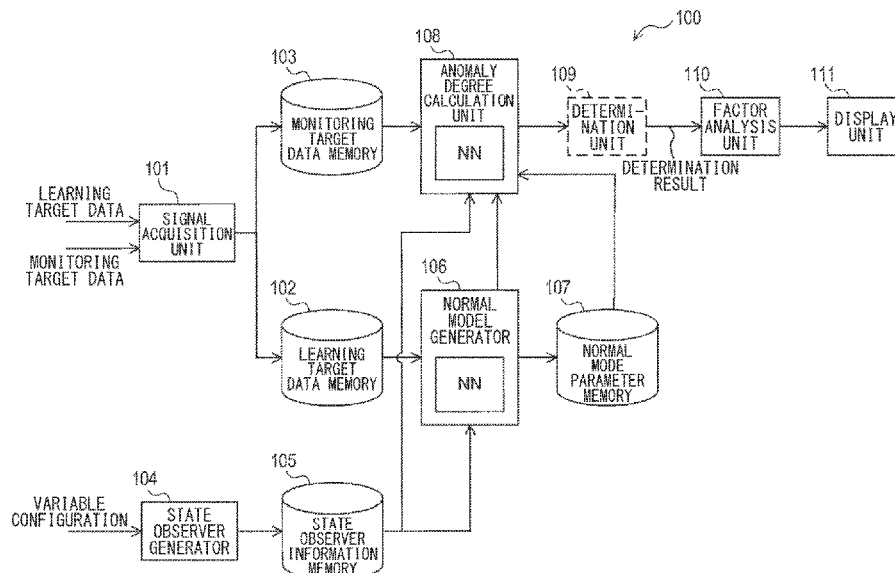 100
103
MONITORING
TARGET
DATA MEMORY
108
ANOMALY
DEGREE
CALCULATION
UNIT
NN
109
DETERMI-
NATION
UNIT
DETERMINATION
RESULT
110
FACTOR
ANALYSIS
UNIT
111
DISPLAY
UNIT
LEARNING
TARGET DATA
MONITORING
TARGET DATA
101
SIGNAL
ACQUISITION
UNIT
102
LEARNING
TARGET
DATA MEMORY
106
NORMAL
MODEL
GENERATOR
NN
107
NORMAL
MODE
PARAMETER
MEMORY
VARIABLE
CONFIGURATION
104
STATE
OBSERVER
GENERATOR
105
STATE
OBSERVER
INFORMATION
MEMORY